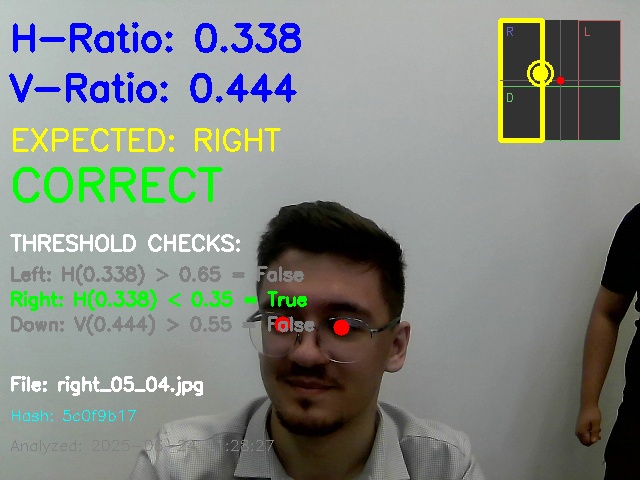 H-Ratio: 0.338
V-Ratio: 0.444
EXPECTED: RIGHT
CORRECT
THRESHOLD CHECKS:
Left: H(0.338) > 0.65 = False
Right: H(0.338) < 0.35 = True
Down: V(0.444) > 0.55 = False
File: right_05_04.jpg
Hash: 5c0f9b17
Analyzed:
R
L
D